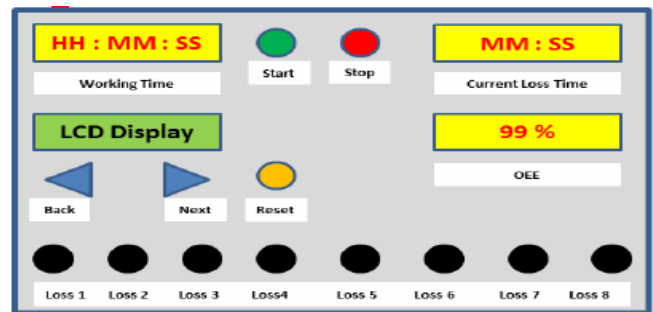 HH : MM : SS
MM : SS
Start
Stop
Working Time
Current Loss Time
LCD Display
99 %
OEE
Back
Next
Reset
Loss 1 Loss 2 Loss 3 Loss4 Loss 5 Loss 6 Loss 7 Loss 8